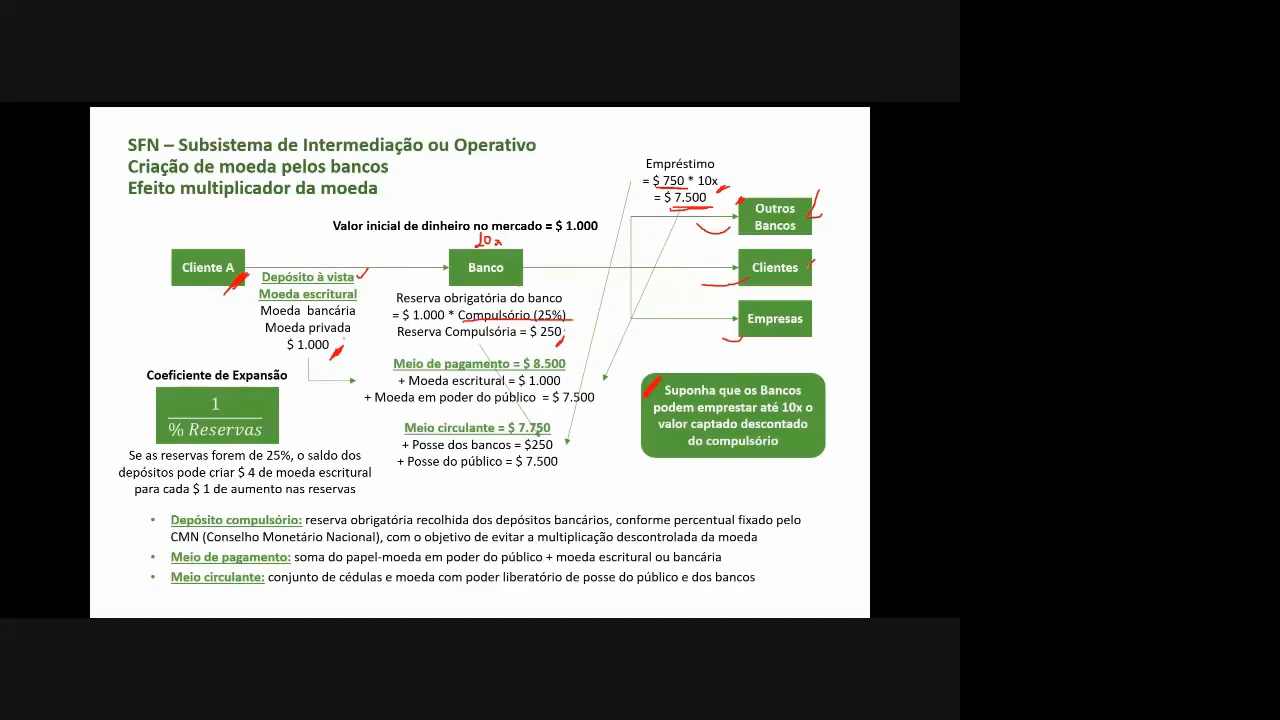 SFN – Subsistema de Intermediação ou Operativo
Criação de moeda pelos bancos
Efeito multiplicador da moeda
Empréstimo
= $ 750 * 10x
= $ 7.500
Outros
Bancos
Valor inicial de dinheiro no mercado = $ 1.000
10x
Cliente A
Banco
Clientes
Empresas
Depósito à vista
Moeda escritural
Moeda bancária
Moeda privada
$ 1.000
Reserva obrigatória do banco
= $ 1.000 * Compulsório (25%)
Reserva Compulsória = $ 250
Meio de pagamento = $ 8.500
+ Moeda escritural = $ 1.000
+ Moeda em poder do público = $ 7.500
Meio circulante = $ 7.750
+ Posse dos bancos = $250
+ Posse do público = $ 7.500
Coeficiente de Expansão
1
% Reservas
Se as reservas forem de 25%, o saldo dos
depósitos pode criar $ 4 de moeda escritural
para cada $ 1 de aumento nas reservas
Suponha que os Bancos
podem emprestar até 10x o
valor captado descontado
do compulsório
• Depósito compulsório: reserva obrigatória recolhida dos depósitos bancários, conforme percentual fixado pelo
CMN (Conselho Monetário Nacional), com o objetivo de evitar a multiplicação descontrolada da moeda
• Meio de pagamento: soma do papel-moeda em poder do público + moeda escritural ou bancária
• Meio circulante: conjunto de cédulas e moeda com poder liberatório de posse do público e dos bancos